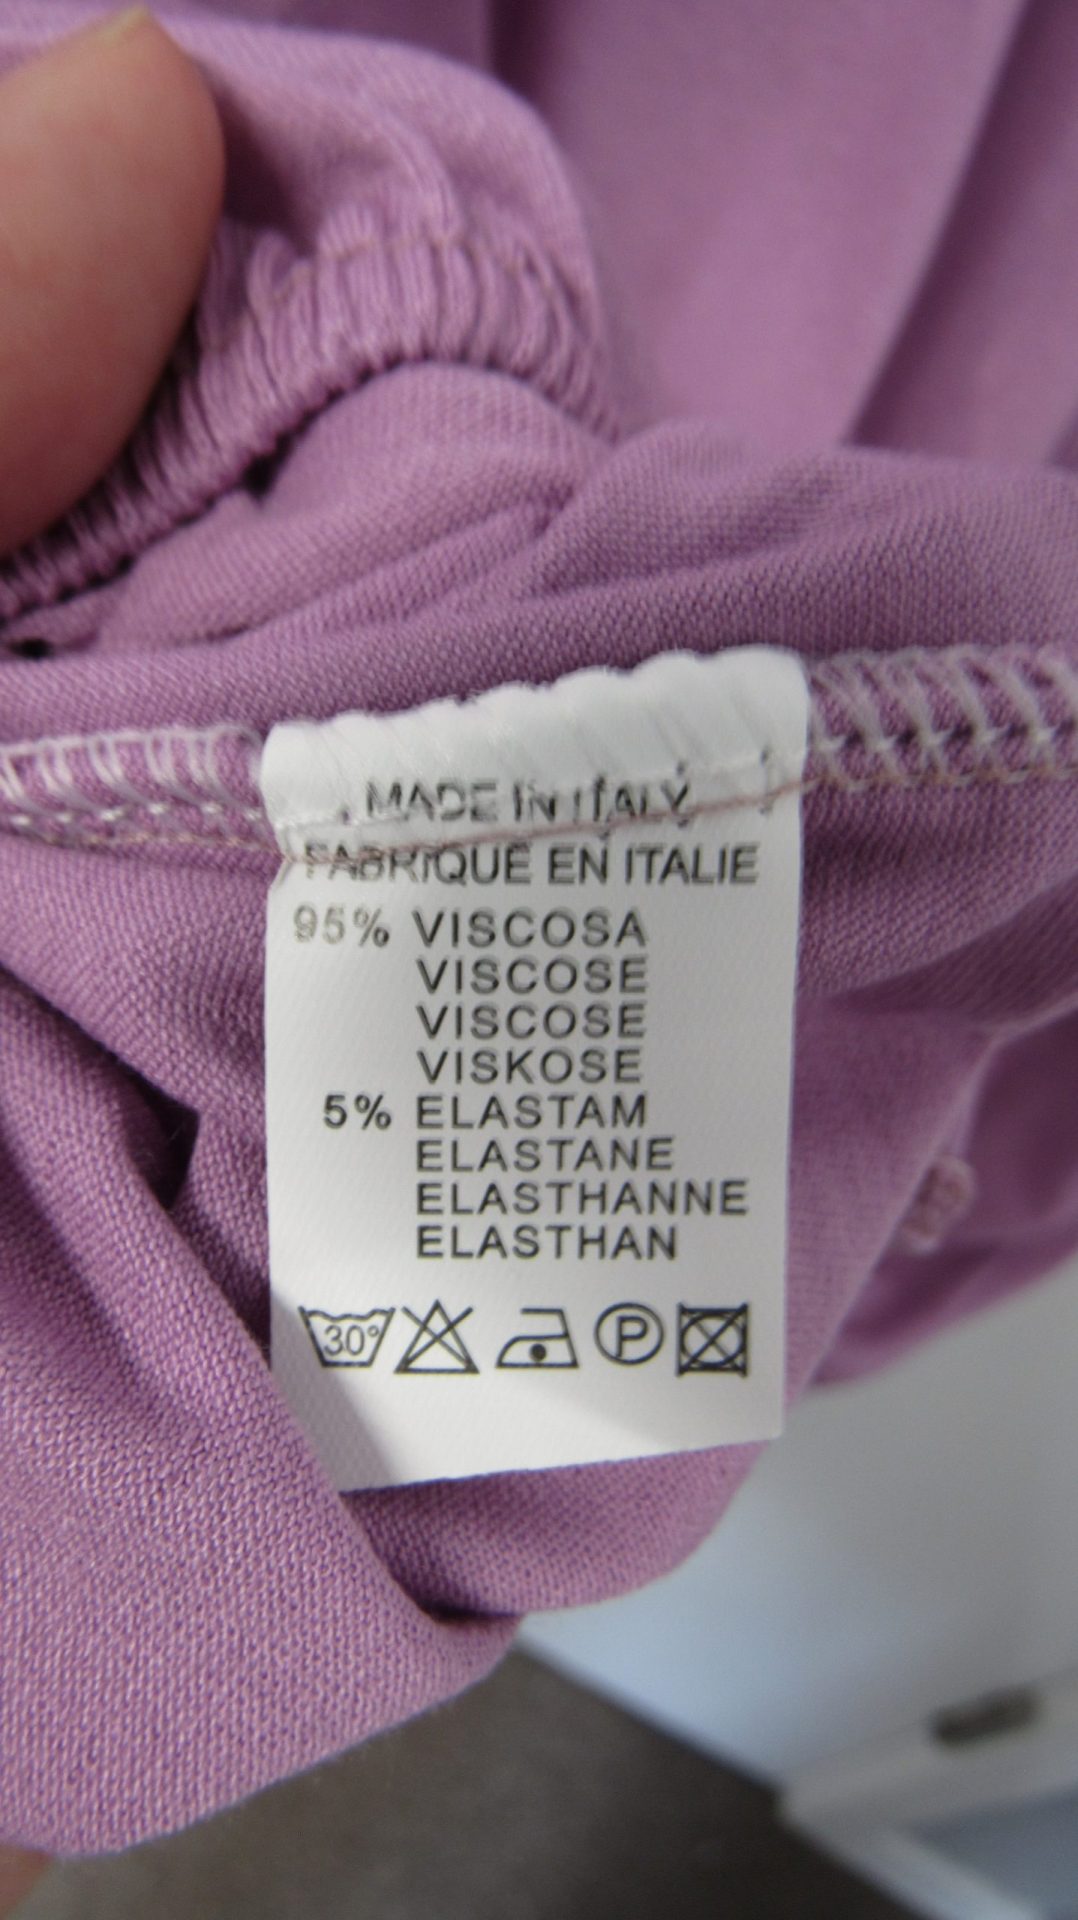 MADE IN ITALY
FABRIQUE EN ITALIE
95% VISCOSA
VISCOSE
VISCOSE
VISKOSE
5% ELASTAM
ELASTANE
ELASTHANNE
ELASTHAN
30° P